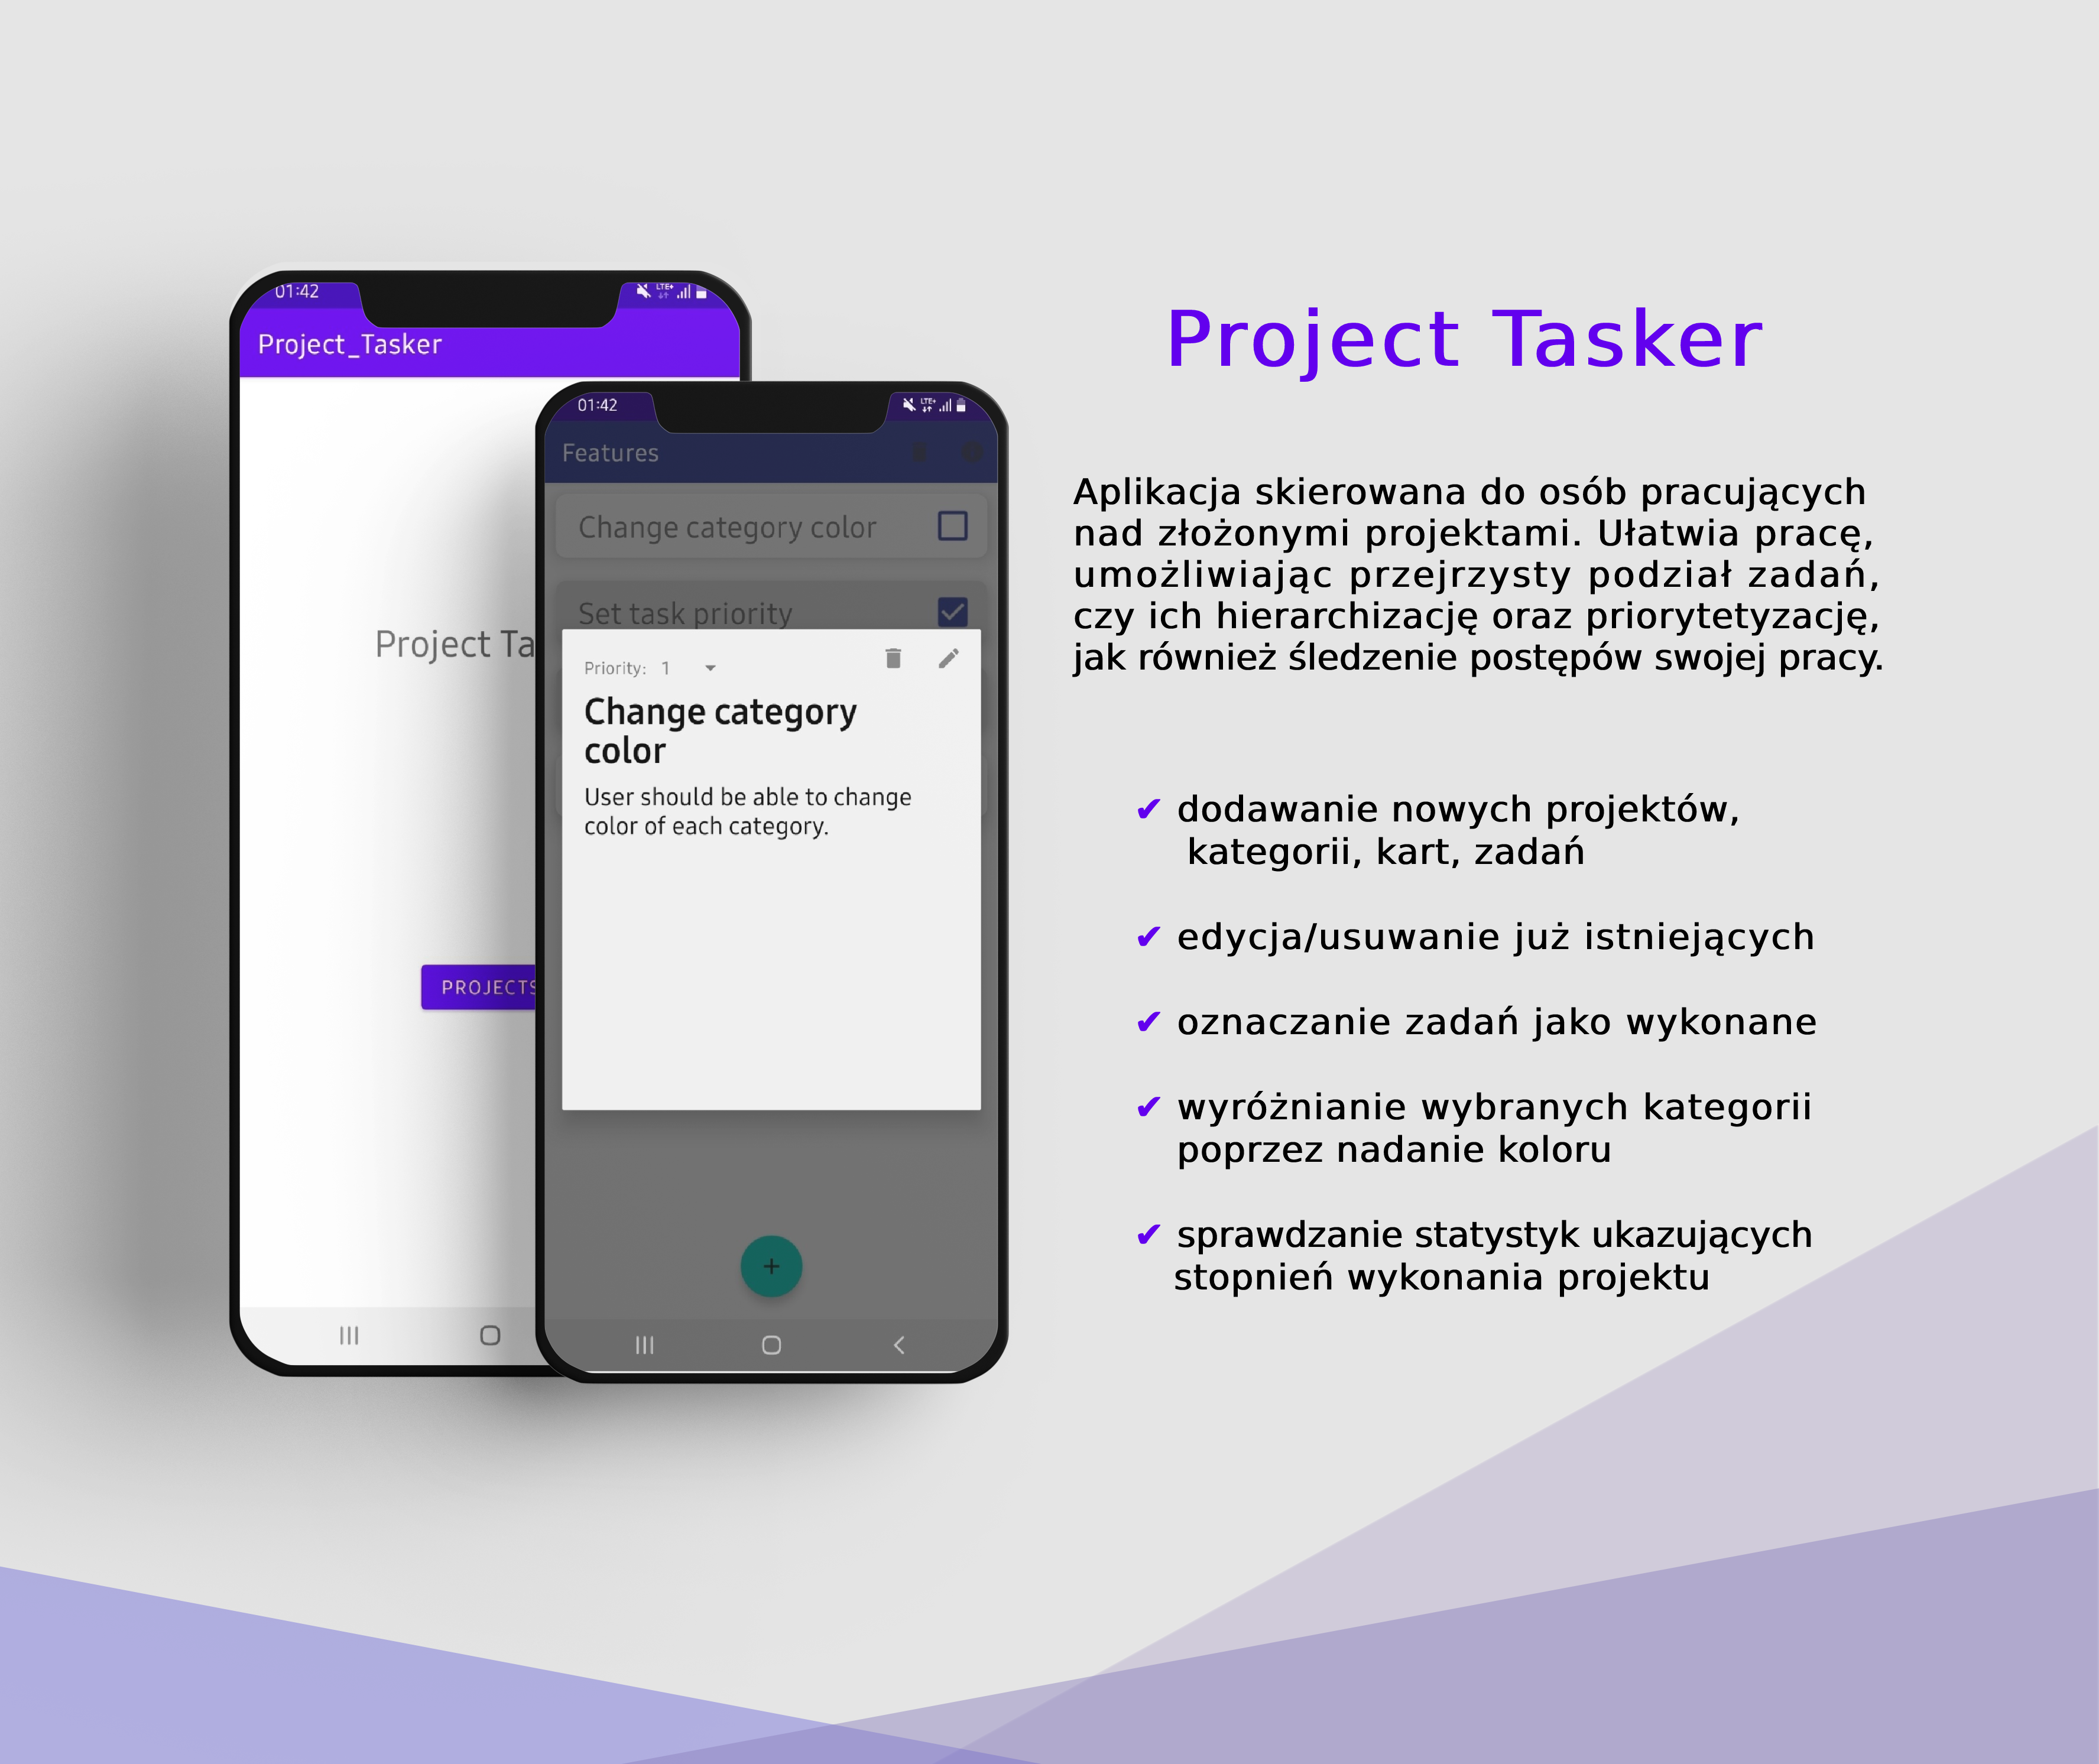 01:42
LTE+
Project_Tasker
Project Ta
PROJECTS
01:42
LTE+
Features
Change category color
Set task priority
Priority: 1
Change category
color
User should be able to change
color of each category.
+
Project Tasker
Aplikacja skierowana do osób pracujących
nad złożonymi projektami. Ułatwia pracę,
umożliwiając przejrzysty podział zadań,
czy ich hierarchizację oraz priorytetyzację,
jak również śledzenie postępów swojej pracy.
✔ dodawanie nowych projektów,
kategorii, kart, zadań
✔ edycja/usuwanie już istniejących
✔ oznaczanie zadań jako wykonane
✔ wyróżnianie wybranych kategorii
poprzez nadanie koloru
✔ sprawdzanie statystyk ukazujących
stopnień wykonania projektu